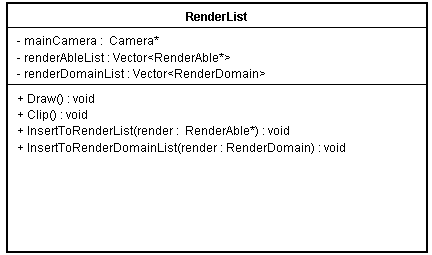 RenderList
- mainCamera : Camera*
- renderAbleList : Vector<RenderAble*>
- renderDomainList : Vector<RenderDomain>
+ Draw() : void
+ Clip() : void
+ InsertToRenderList(render : RenderAble*) : void
+ InsertToRenderDomainList(render : RenderDomain) : void